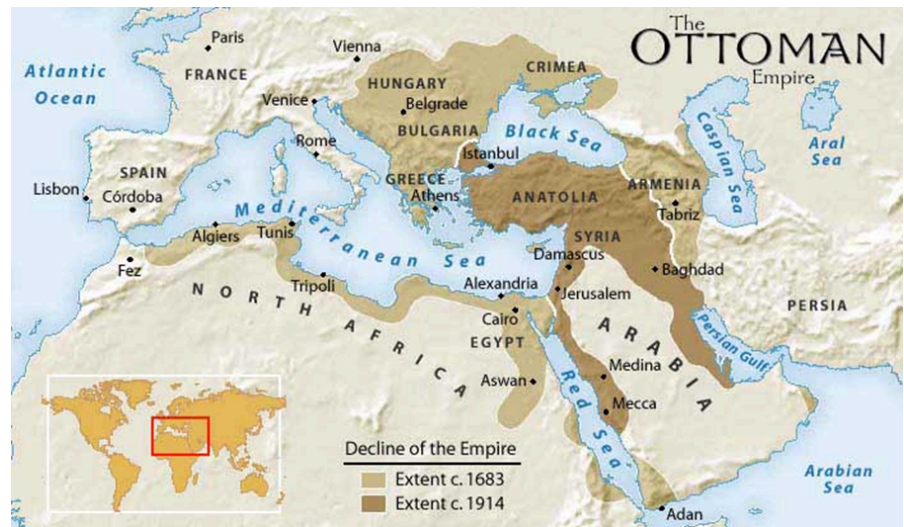 The
OTTOMAN
Empire
Paris
Vienna
Atlantic
Ocean
FRANCE
CRIMEA
HUNGARY
Venice
Belgrade
BULGARIA
Black Sea
Caspian Sea
Aral
Sea
Rome
Istanbul
SPAIN
GREECE
ANATOLIA
ARMENIA
Lisbon
Córdoba
Athens
Tabriz
Mediterranean Sea
Algiers
Tunis
SYRIA
Damascus
Baghdad
Fez
Tripoli
Alexandria
Jerusalem
PERSIA
NORTH AFRICA
Cairo
ARABIA
Persian Gulf
EGYPT
Medina
Aswan
Red Sea
Mecca
Decline of the Empire
Extent c. 1683
Extent c. 1914
Arabian
Sea
Adan